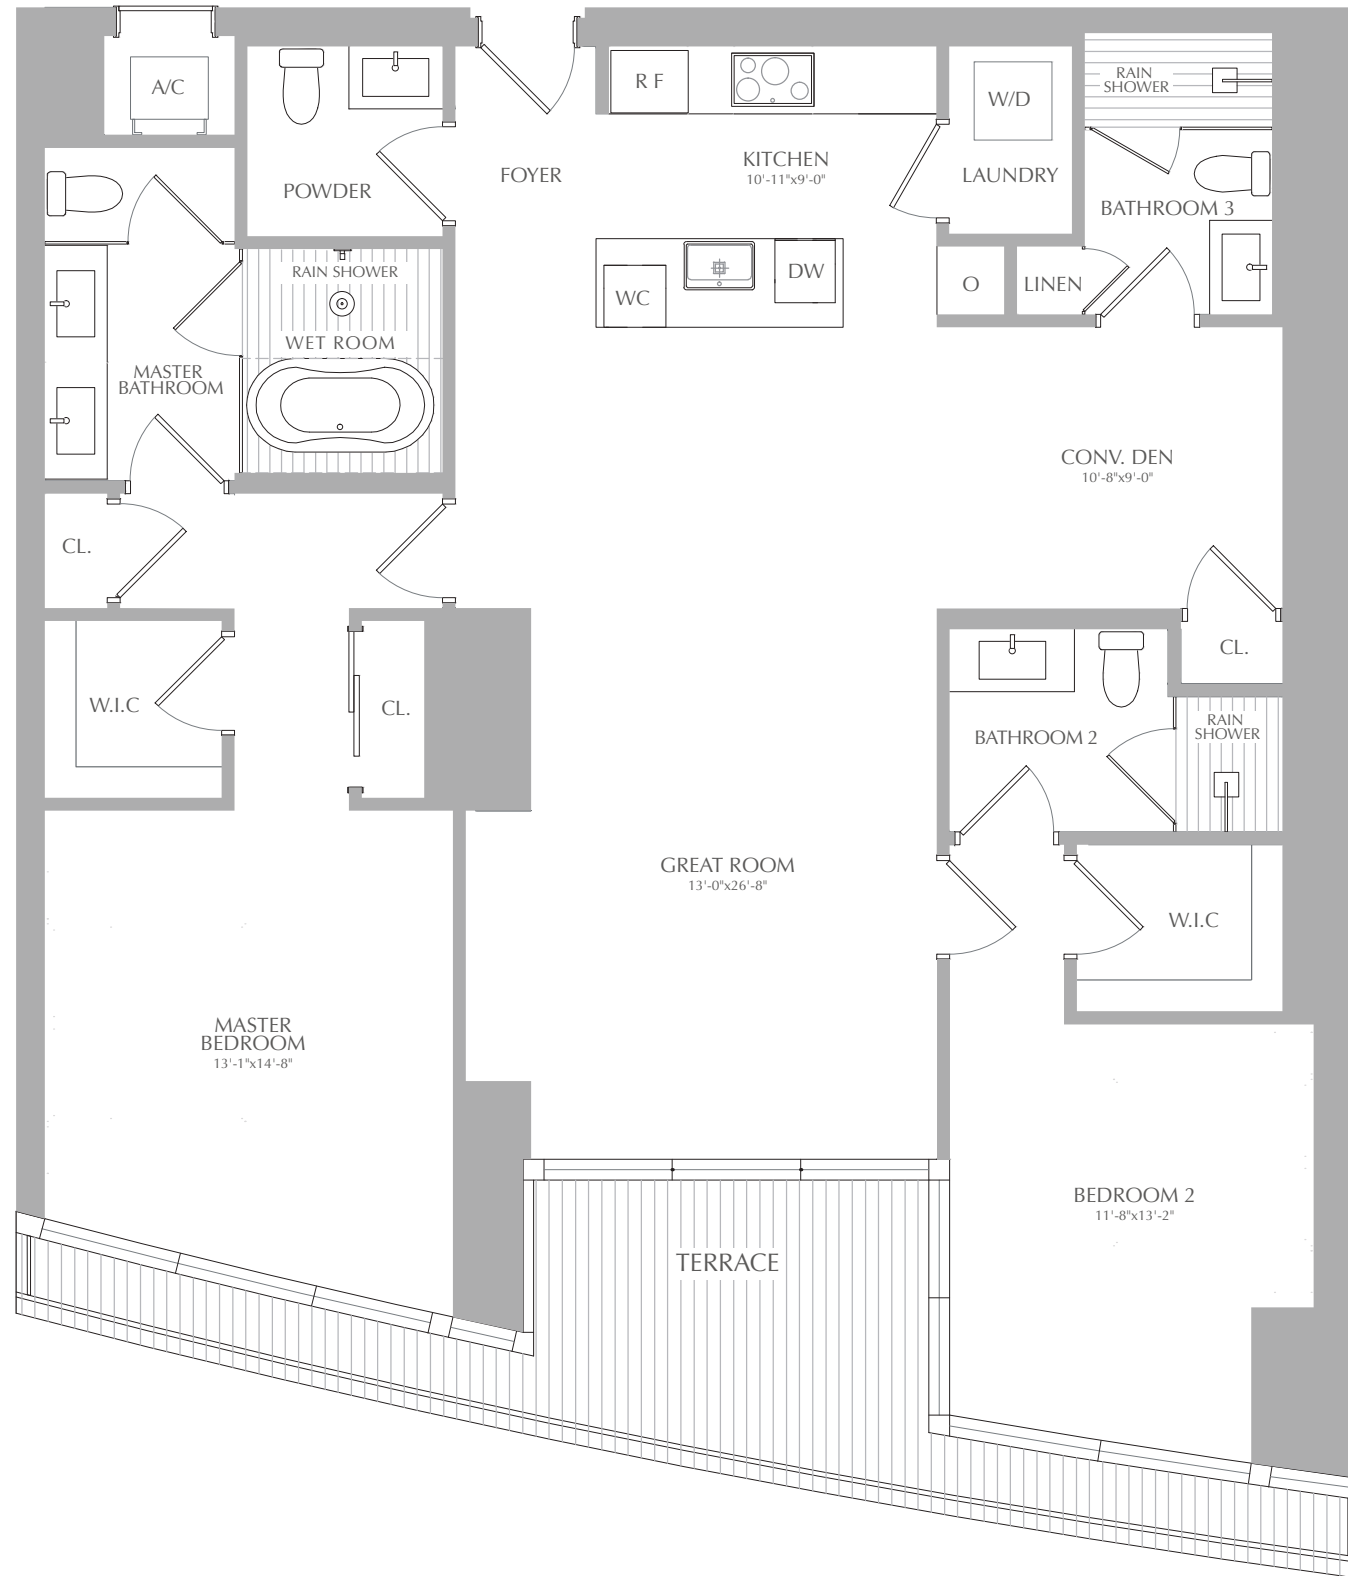 A/C
R F
W/D
RAIN
SHOWER
POWDER
FOYER
KITCHEN
10'-11"x9'-0"
LAUNDRY
BATHROOM 3
RAIN SHOWER
WET ROOM
WC
DW
O
LINEN
MASTER
BATHROOM
CONV. DEN
10'-8"x9'-0"
CL.
W.I.C
CL.
CL.
BATHROOM 2
RAIN
SHOWER
GREAT ROOM
13'-0"x26'-8"
W.I.C
MASTER
BEDROOM
13'-1"x14'-8"
BEDROOM 2
11'-8"x13'-2"
TERRACE